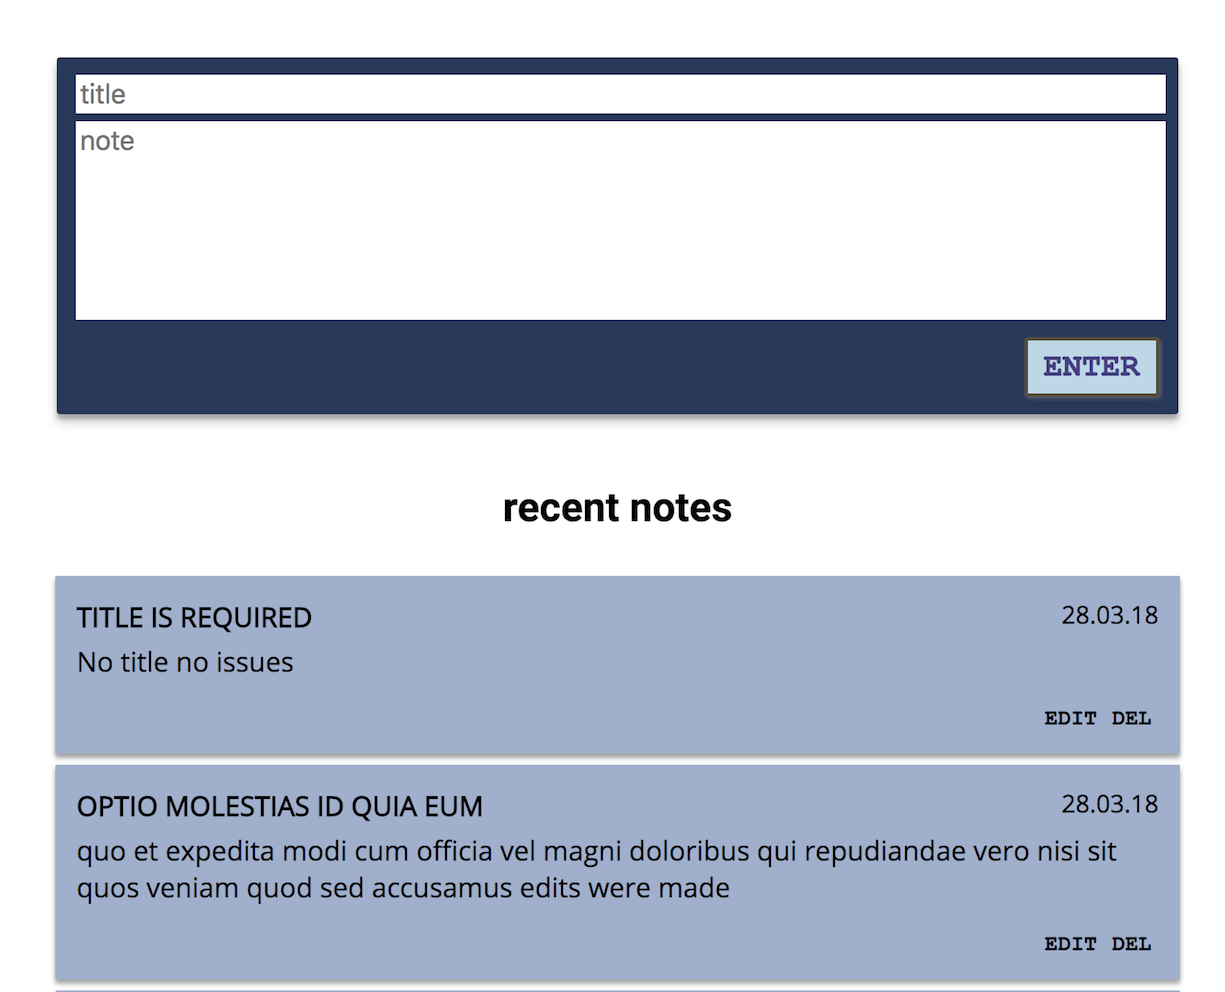 title
note
ENTER
recent notes
TITLE IS REQUIRED 28.03.18
No title no issues
EDIT DEL
OPTIO MOLESTIAS ID QUIA EUM 28.03.18
quo et expedita modi cum officia vel magni doloribus qui repudiandae vero nisi sit
quos veniam quod sed accusamus edits were made
EDIT DEL